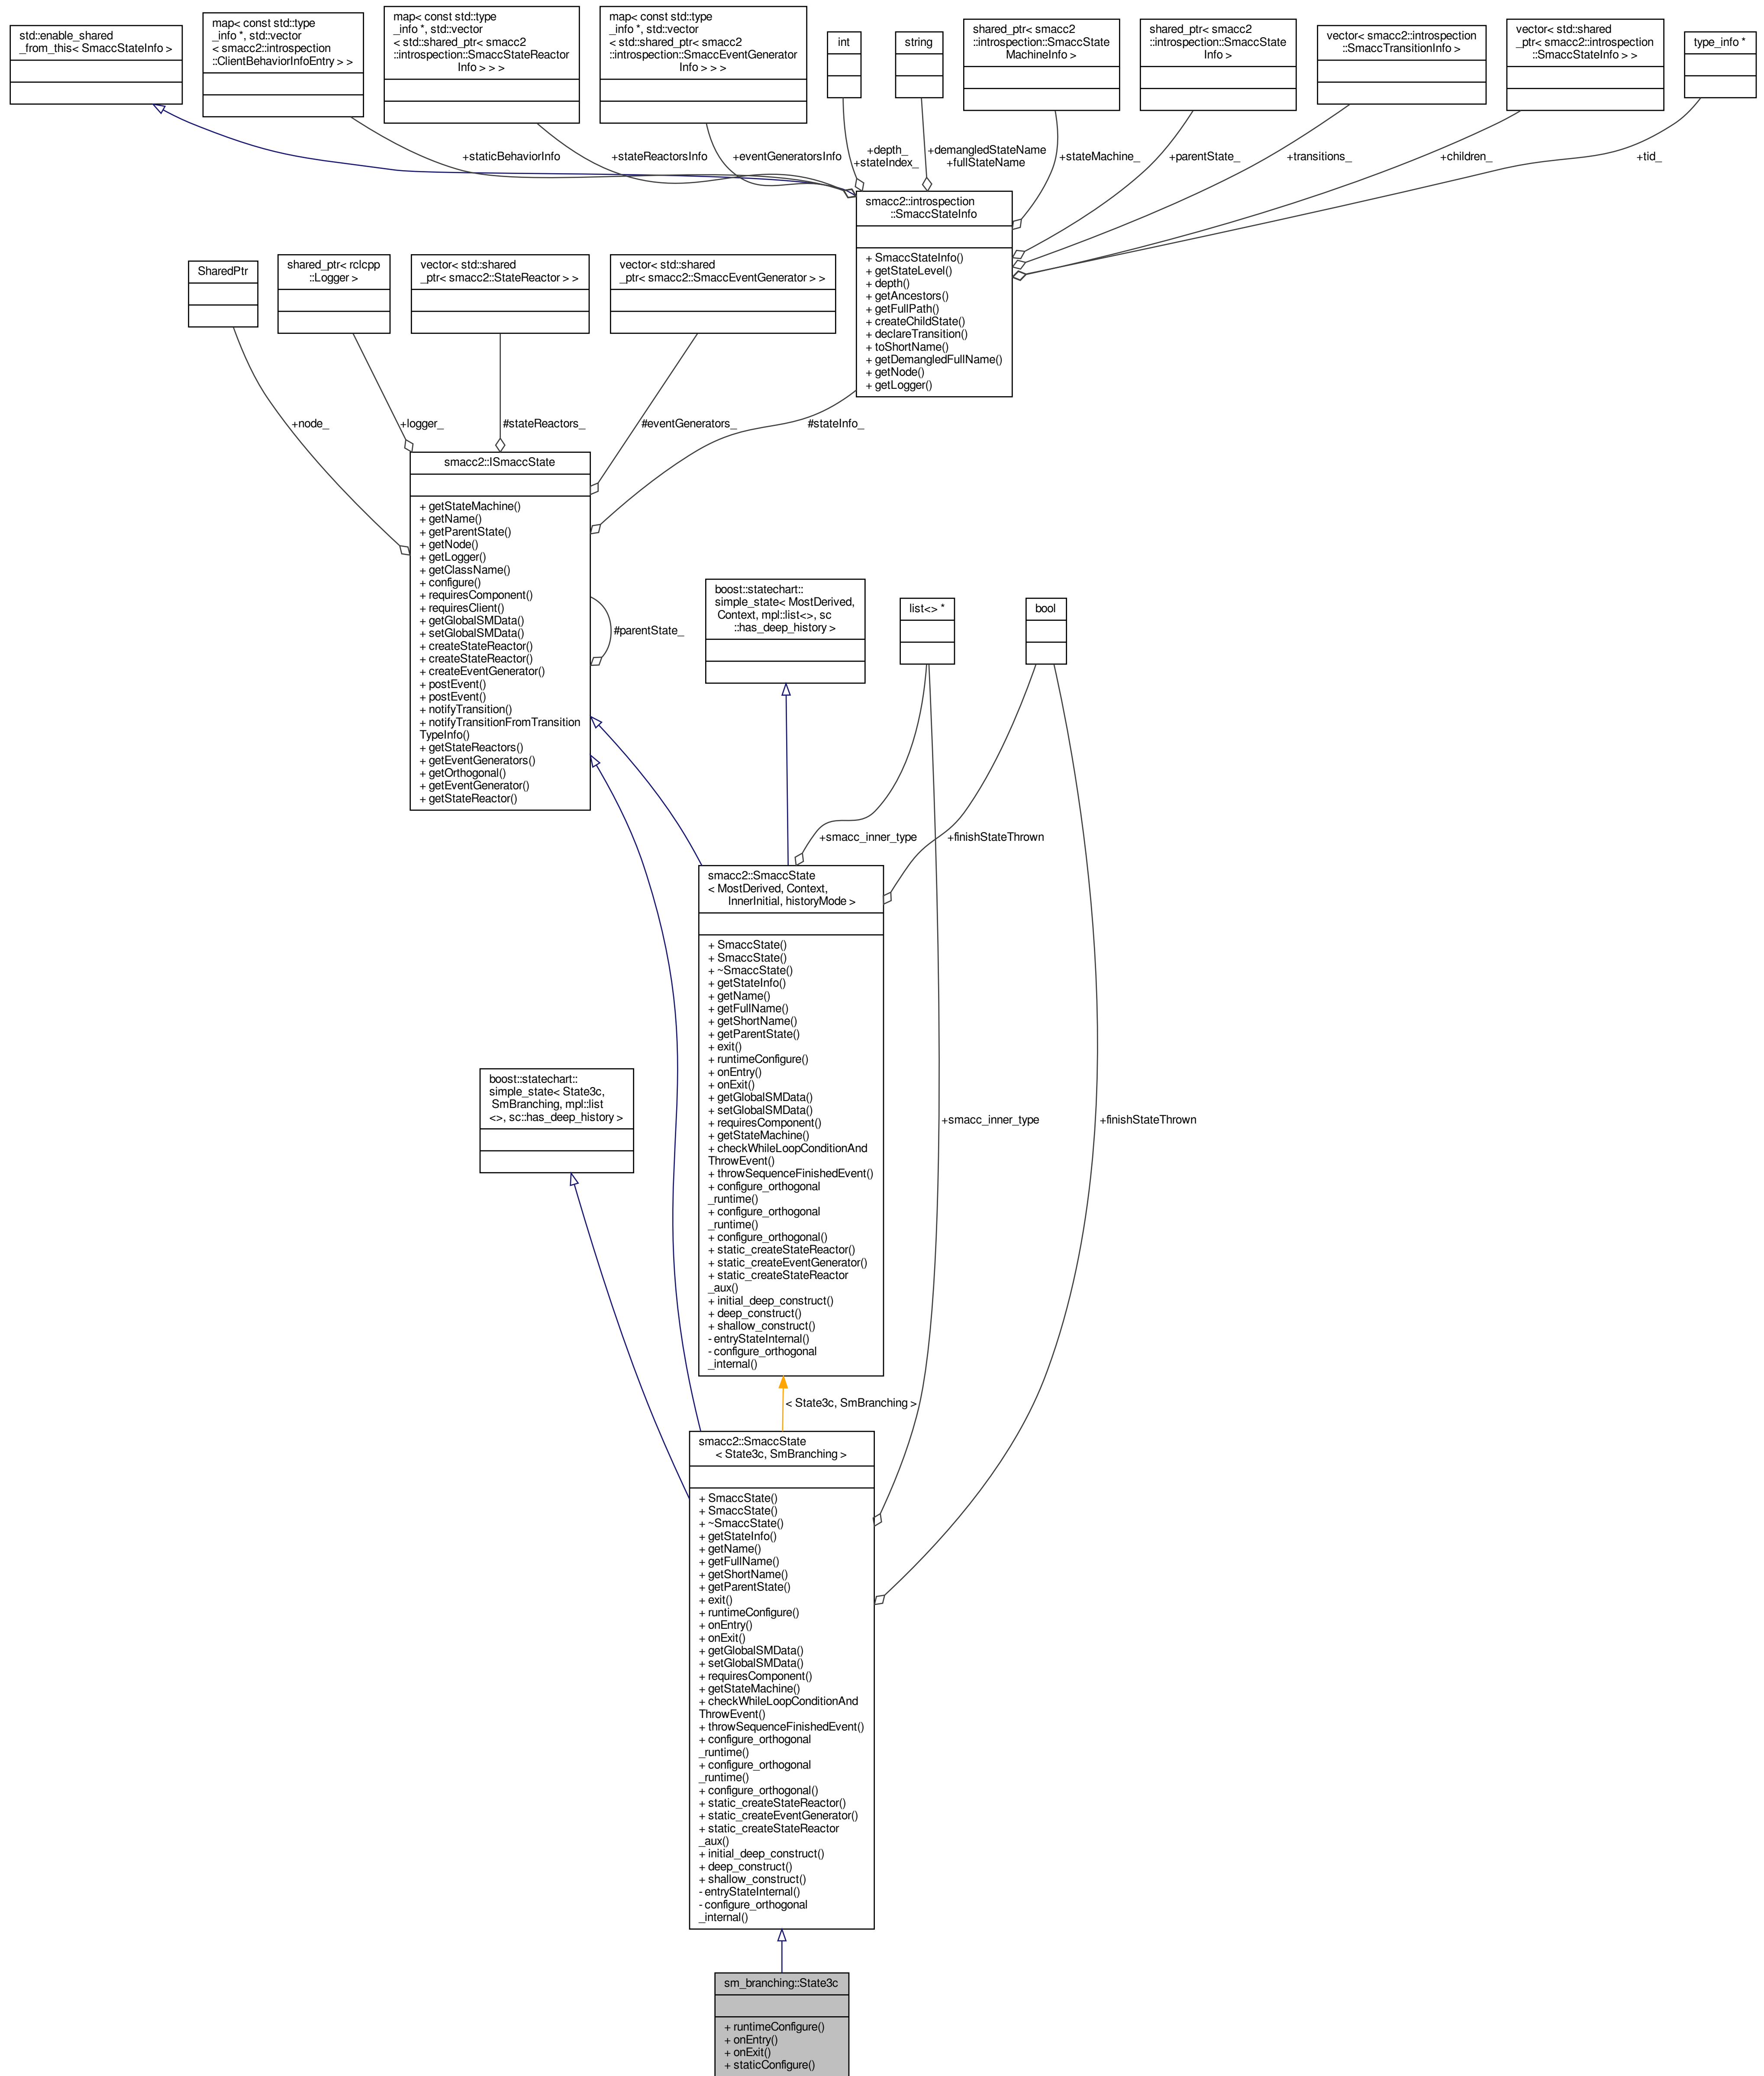 std::enable_shared
_from_this< SmaccStateInfo >
map< const std::type
_info *, std::vector
< smacc2::introspection
::ClientBehaviorInfoEntry > >
map< const std::type
_info *, std::vector
< std::shared_ptr< smacc2
::introspection::SmaccStateReactor
Info > > >
map< const std::type
_info *, std::vector
< std::shared_ptr< smacc2
::introspection::SmaccEventGenerator
Info > > >
int
string
shared_ptr< smacc2
::introspection::SmaccState
MachineInfo >
shared_ptr< smacc2
::introspection::SmaccState
Info >
vector< smacc2::introspection
::SmaccTransitionInfo >
vector< std::shared
_ptr< smacc2::introspection
::SmaccStateInfo > >
type_info *
+staticBehaviorInfo
+stateReactorsInfo
+eventGeneratorsInfo
+depth_
+stateIndex_
+demangledStateName
+fullStateName
+stateMachine_
+parentState_
+transitions_
+children_
+tid_
smacc2::introspection
::SmaccStateInfo
+ SmaccStateInfo()
+ getStateLevel()
+ depth()
+ getAncestors()
+ getFullPath()
+ createChildState()
+ declareTransition()
+ toShortName()
+ getDemangledFullName()
+ getNode()
+ getLogger()
SharedPtr
shared_ptr< rclcpp
::Logger >
vector< std::shared
_ptr< smacc2::StateReactor > >
vector< std::shared
_ptr< smacc2::SmaccEventGenerator > >
+node_
+logger_
#stateReactors_
#eventGenerators_
#stateInfo_
smacc2::ISmaccState
+ getStateMachine()
+ getName()
+ getParentState()
+ getNode()
+ getLogger()
+ getClassName()
+ configure()
+ requiresComponent()
+ requiresClient()
+ getGlobalSMData()
+ setGlobalSMData()
+ createStateReactor()
+ createStateReactor()
+ createEventGenerator()
+ postEvent()
+ postEvent()
+ notifyTransition()
+ notifyTransitionFromTransition
TypeInfo()
+ getStateReactors()
+ getEventGenerators()
+ getOrthogonal()
+ getEventGenerator()
+ getStateReactor()
#parentState_
boost::statechart::
simple_state< MostDerived,
Context, mpl::list<>, sc
::has_deep_history >
list<> *
bool
+smacc_inner_type
+finishStateThrown
smacc2::SmaccState
< MostDerived, Context,
InnerInitial, historyMode >
+ SmaccState()
+ SmaccState()
+ ~SmaccState()
+ getStateInfo()
+ getName()
+ getFullName()
+ getShortName()
+ getParentState()
+ exit()
+ runtimeConfigure()
+ onEntry()
+ onExit()
+ getGlobalSMData()
+ setGlobalSMData()
+ requiresComponent()
+ getStateMachine()
+ checkWhileLoopConditionAnd
ThrowEvent()
+ throwSequenceFinishedEvent()
+ configure_orthogonal
_runtime()
+ configure_orthogonal
_runtime()
+ configure_orthogonal()
+ static_createStateReactor()
+ static_createEventGenerator()
+ static_createStateReactor
_aux()
+ initial_deep_construct()
+ deep_construct()
+ shallow_construct()
- entryStateInternal()
- configure_orthogonal
_internal()
boost::statechart::
simple_state< State3c,
SmBranching, mpl::list
<>, sc::has_deep_history >
+smacc_inner_type
+finishStateThrown
< State3c, SmBranching >
smacc2::SmaccState
< State3c, SmBranching >
+ SmaccState()
+ SmaccState()
+ ~SmaccState()
+ getStateInfo()
+ getName()
+ getFullName()
+ getShortName()
+ getParentState()
+ exit()
+ runtimeConfigure()
+ onEntry()
+ onExit()
+ getGlobalSMData()
+ setGlobalSMData()
+ requiresComponent()
+ getStateMachine()
+ checkWhileLoopConditionAnd
ThrowEvent()
+ throwSequenceFinishedEvent()
+ configure_orthogonal
_runtime()
+ configure_orthogonal
_runtime()
+ configure_orthogonal()
+ static_createStateReactor()
+ static_createEventGenerator()
+ static_createStateReactor
_aux()
+ initial_deep_construct()
+ deep_construct()
+ shallow_construct()
- entryStateInternal()
- configure_orthogonal
_internal()
sm_branching::State3c
+ runtimeConfigure()
+ onEntry()
+ onExit()
+ staticConfigure()